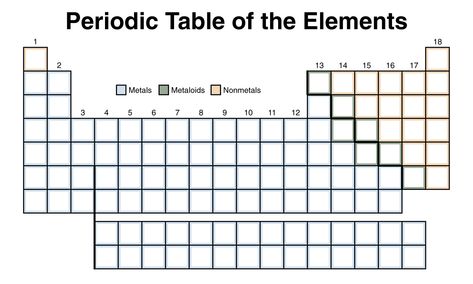 Periodic Table of the Elements
1 18
2 13 14 15 16 17
Metals Metaloids Nonmetals
3 4 5 6 7 8 9 10 11 12